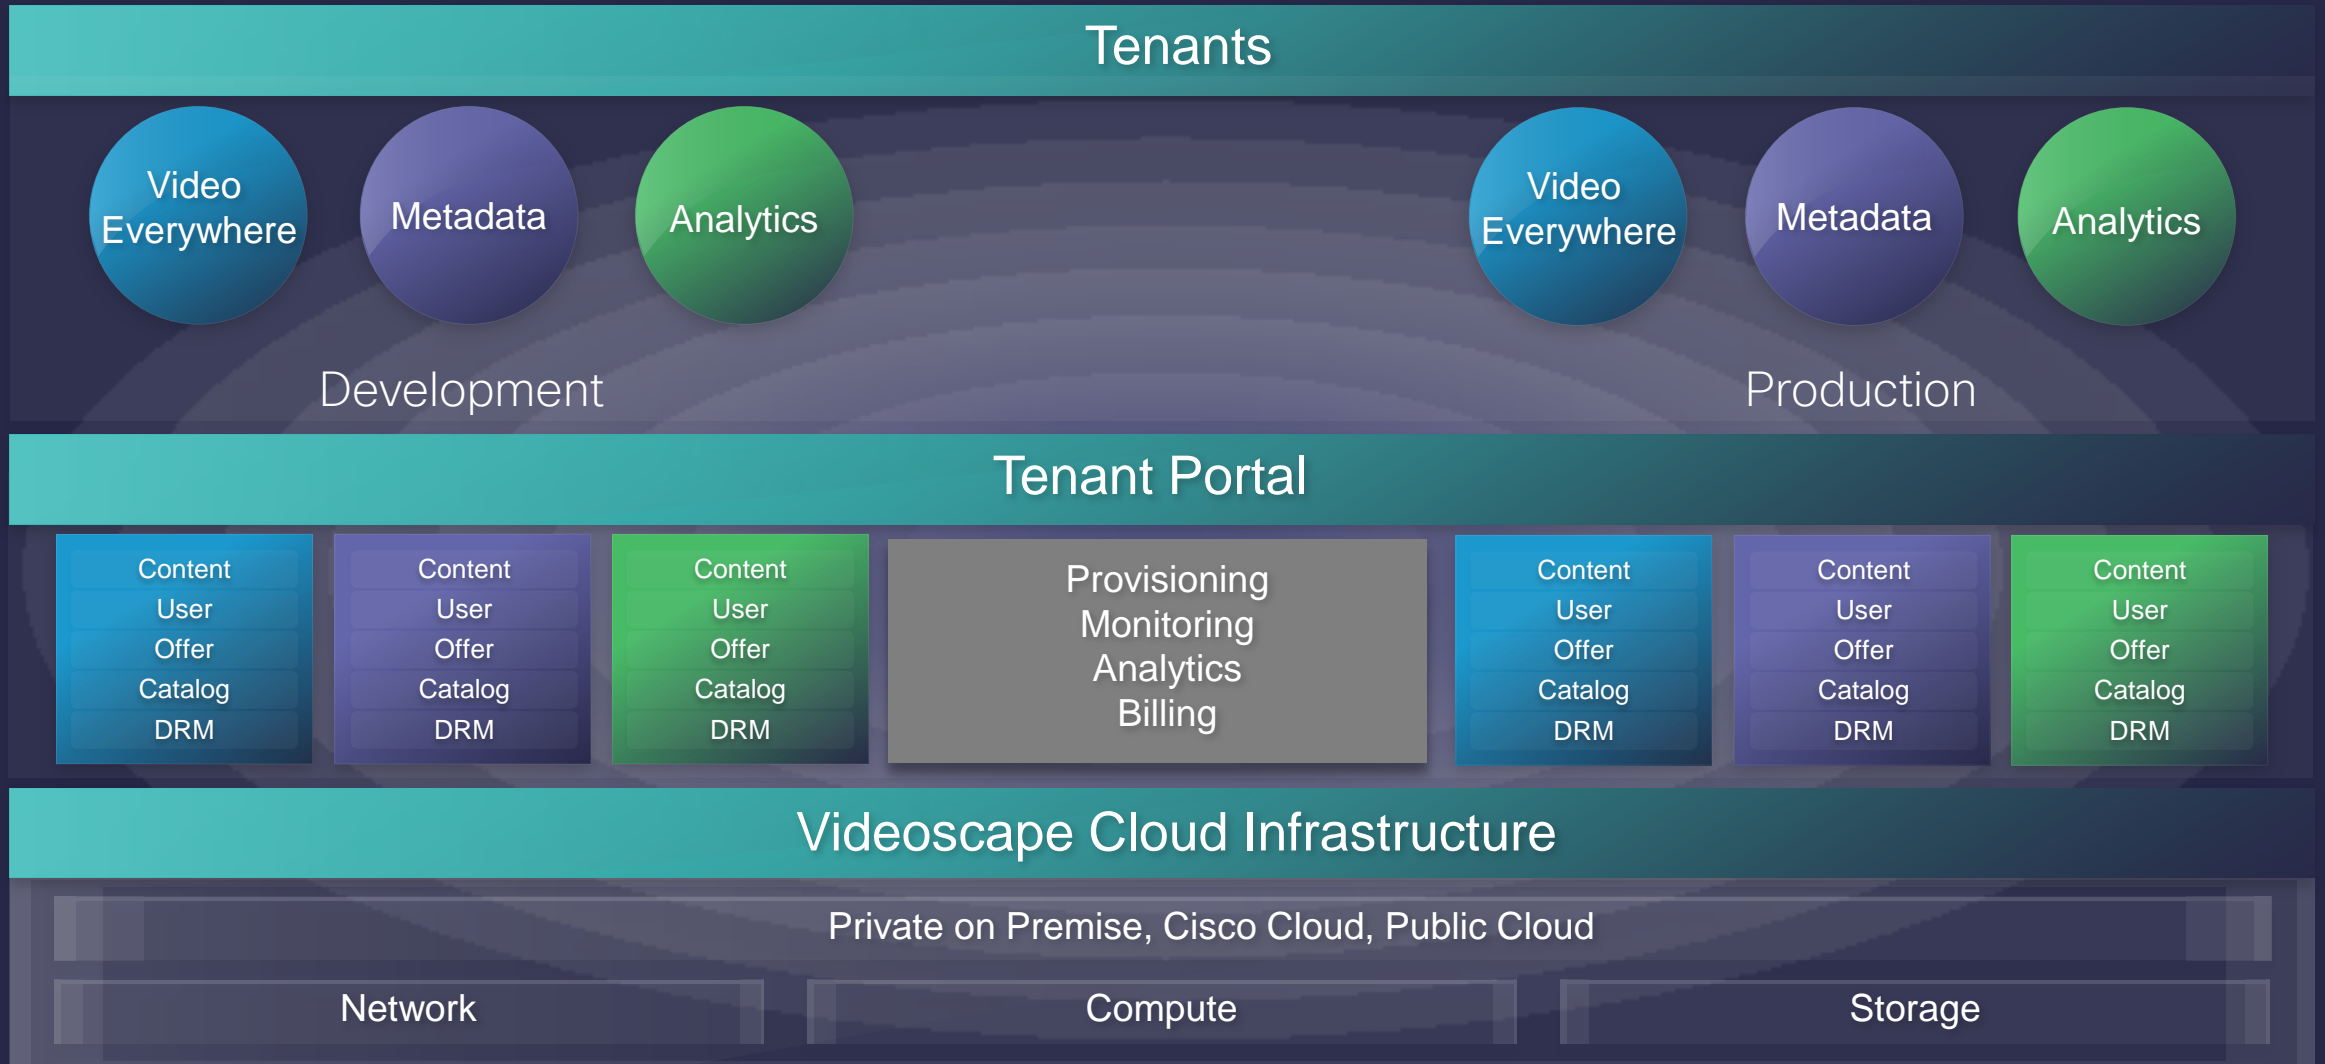 Tenants
Video
Everywhere
Metadata
Analytics
Video
Everywhere
Metadata
Analytics
Development
Production
Tenant Portal
Content
User
Offer
Catalog
DRM
Content
User
Offer
Catalog
DRM
Content
User
Offer
Catalog
DRM
Provisioning
Monitoring
Analytics
Billing
Content
User
Offer
Catalog
DRM
Content
User
Offer
Catalog
DRM
Content
User
Offer
Catalog
DRM
Videoscape Cloud Infrastructure
Private on Premise, Cisco Cloud, Public Cloud
Network
Compute
Storage